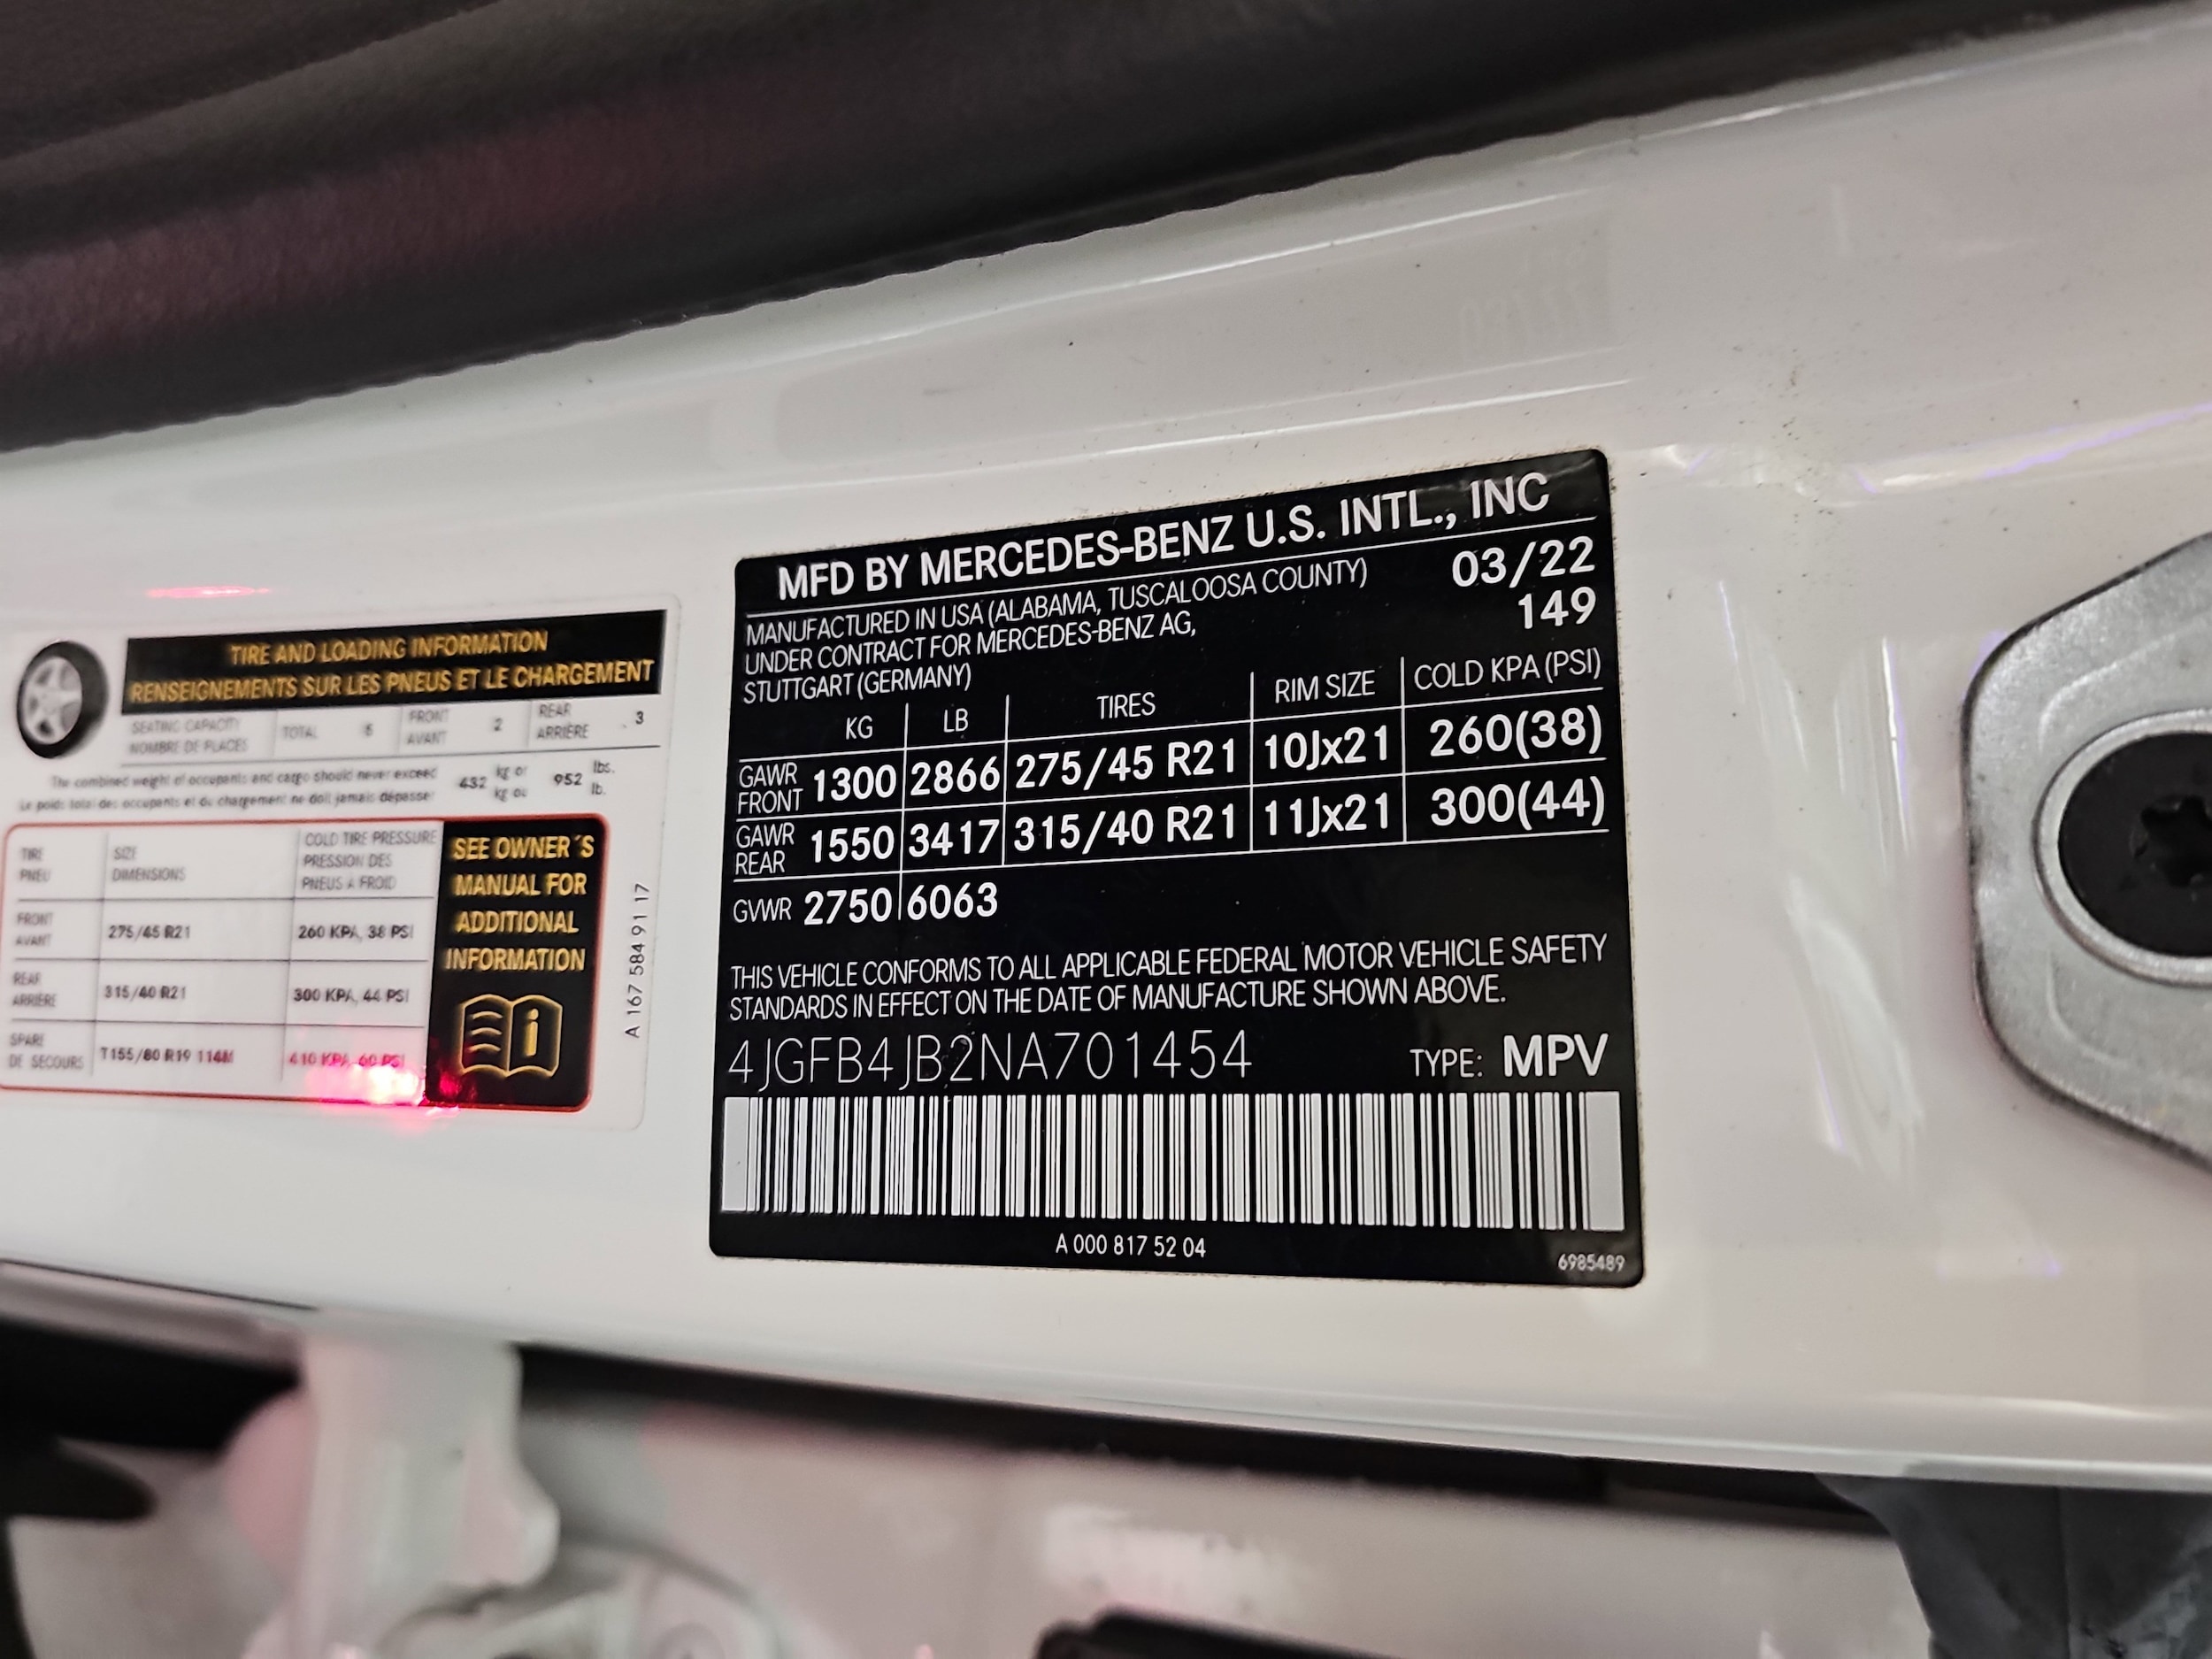 TIRE AND LOADING INFORMATION
RENSEIGNEMENTS SUR LES PNEUS ET LE CHARGEMENT
SEATING CAPACITY
NOMBRE DE PLACES
TOTAL 5
FRONT
AVANT
2
REAR
ARRIÈRE
3
The combined weight of occupants and cargo should never exceed 432 kg or 952 lbs.
Le poids total des occupants et du chargement ne doit jamais dépasser kg ou lb.
TIRE
PNEU
SIZE
DIMENSIONS
COLD TIRE PRESSURE
PRESSION DES
PNEUS A FROID
FRONT
AVANT
275/45 R21 260 KPA, 38 PSI
REAR
ARRIÈRE
315/40 R21 300 KPA, 44 PSI
SPARE
DE SECOURS
T155/80 R19 114M 410 KPA, 60 PSI
SEE OWNER´S
MANUAL FOR
ADDITIONAL
INFORMATION
A 167 584 91 17
MFD BY MERCEDES-BENZ U.S. INTL., INC
MANUFACTURED IN USA (ALABAMA, TUSCALOOSA COUNTY) 03/22
UNDER CONTRACT FOR MERCEDES-BENZ AG, 149
STUTTGART (GERMANY)
KG LB TIRES RIM SIZE COLD KPA (PSI)
GAWR
FRONT
1300 2866 275/45 R21 10Jx21 260(38)
GAWR
REAR
1550 3417 315/40 R21 11Jx21 300(44)
GVWR 2750 6063
THIS VEHICLE CONFORMS TO ALL APPLICABLE FEDERAL MOTOR VEHICLE SAFETY
STANDARDS IN EFFECT ON THE DATE OF MANUFACTURE SHOWN ABOVE.
4JGFB4JB2NA701454 TYPE: MPV
A 000 817 52 04
6985489